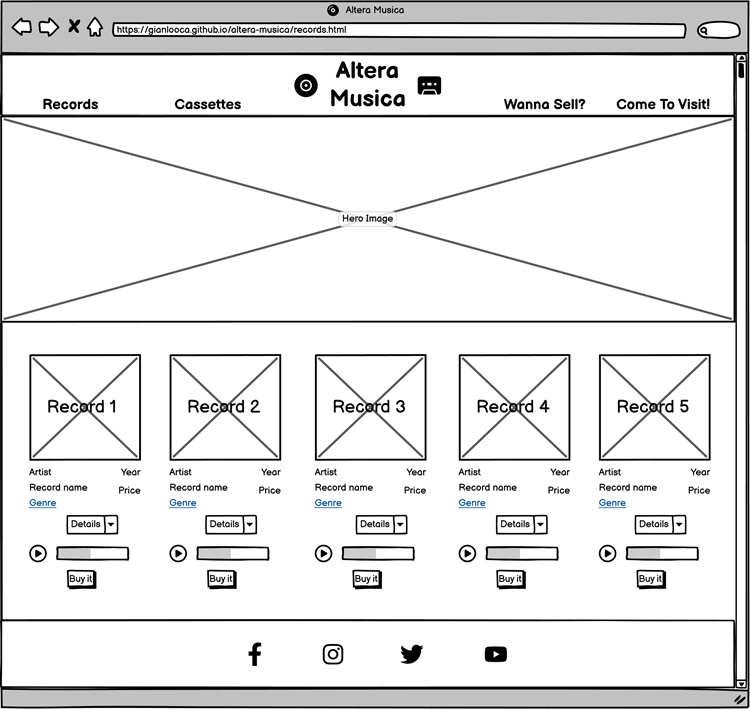 Altera Musica
https://gianlooca.github.io/altera-musica/records.html
Altera
Musica
Records Cassettes Wanna Sell? Come To Visit!
Hero Image
Record 1 Record 2 Record 3 Record 4 Record 5
Artist Year Artist Year Artist Year Artist Year Artist Year
Record name Price Record name Price Record name Price Record name Price Record name Price
Genre Genre Genre Genre Genre
Details Details Details Details Details
Buy it Buy it Buy it Buy it Buy it